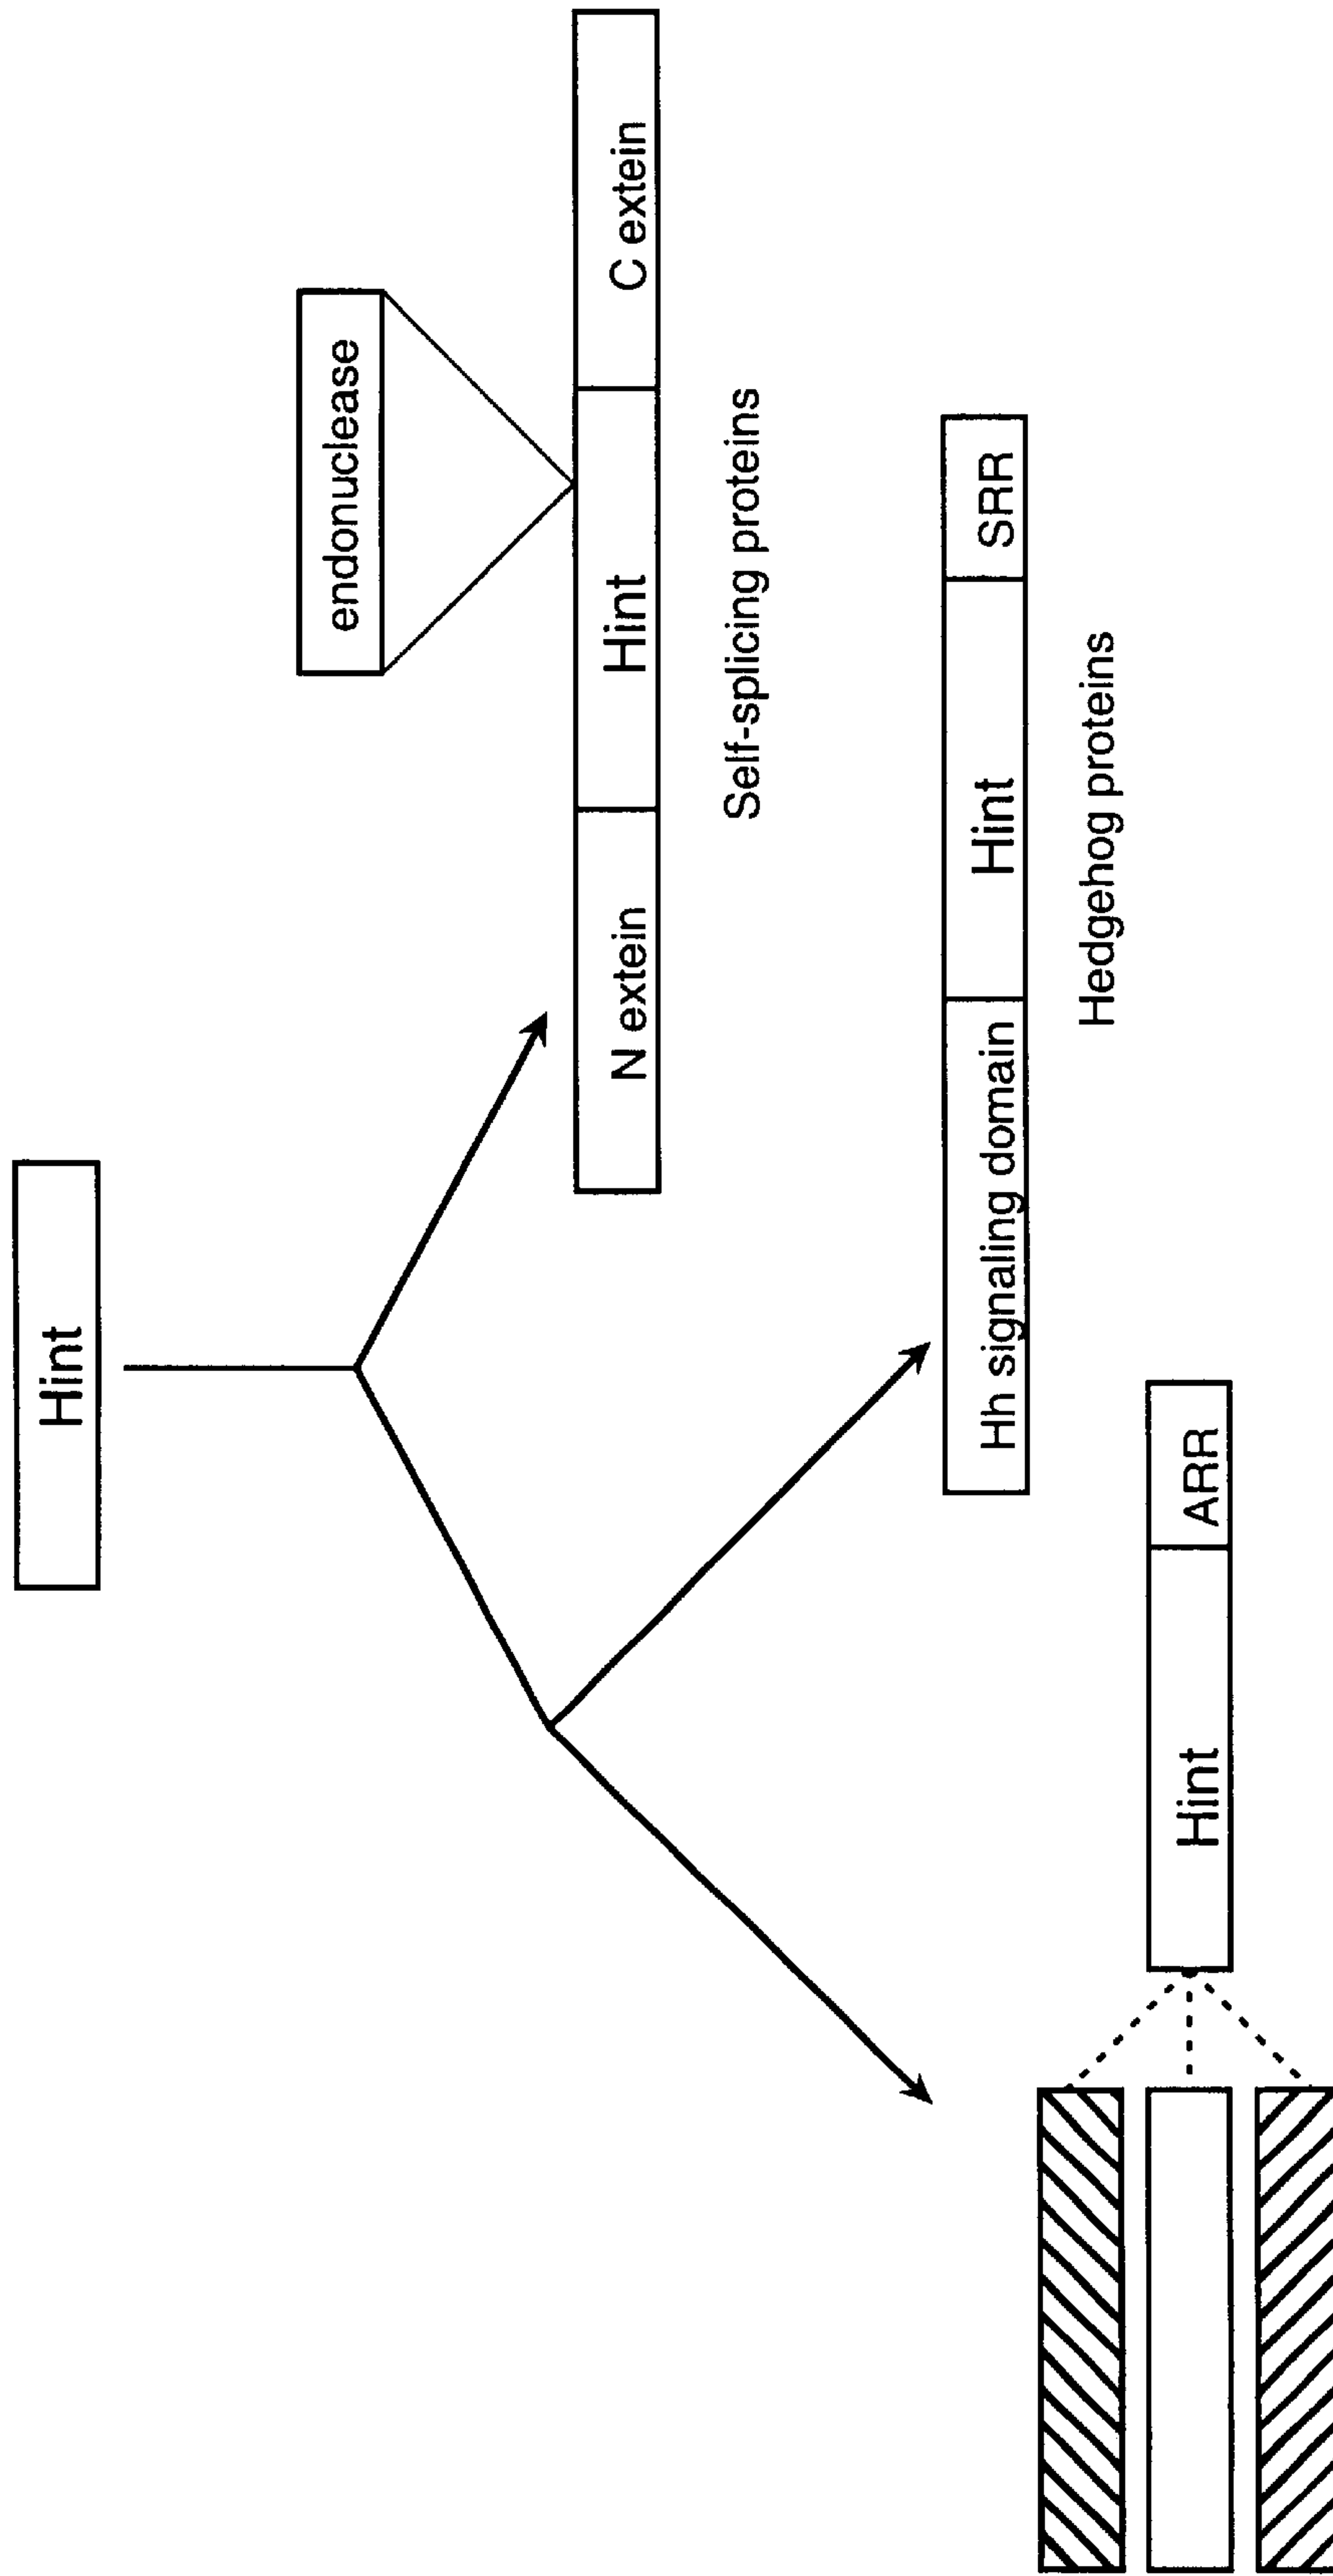 Hint
endonuclease
N extein Hint C extein
Self-splicing proteins
Hh signaling domain Hint SRR
Hedgehog proteins
Hint ARR